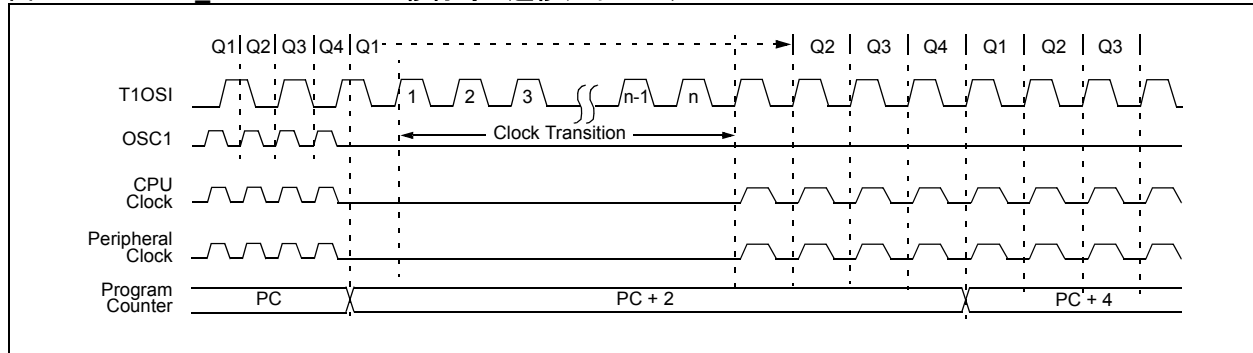 Q1 Q2 Q3 Q4 Q1 Q2 Q3 Q4 Q1 Q2 Q3
T1OSI 1 2 3 n-1 n
OSC1 Clock Transition
CPU
Clock
Peripheral
Clock
Program
Counter
PC PC + 2 PC + 4